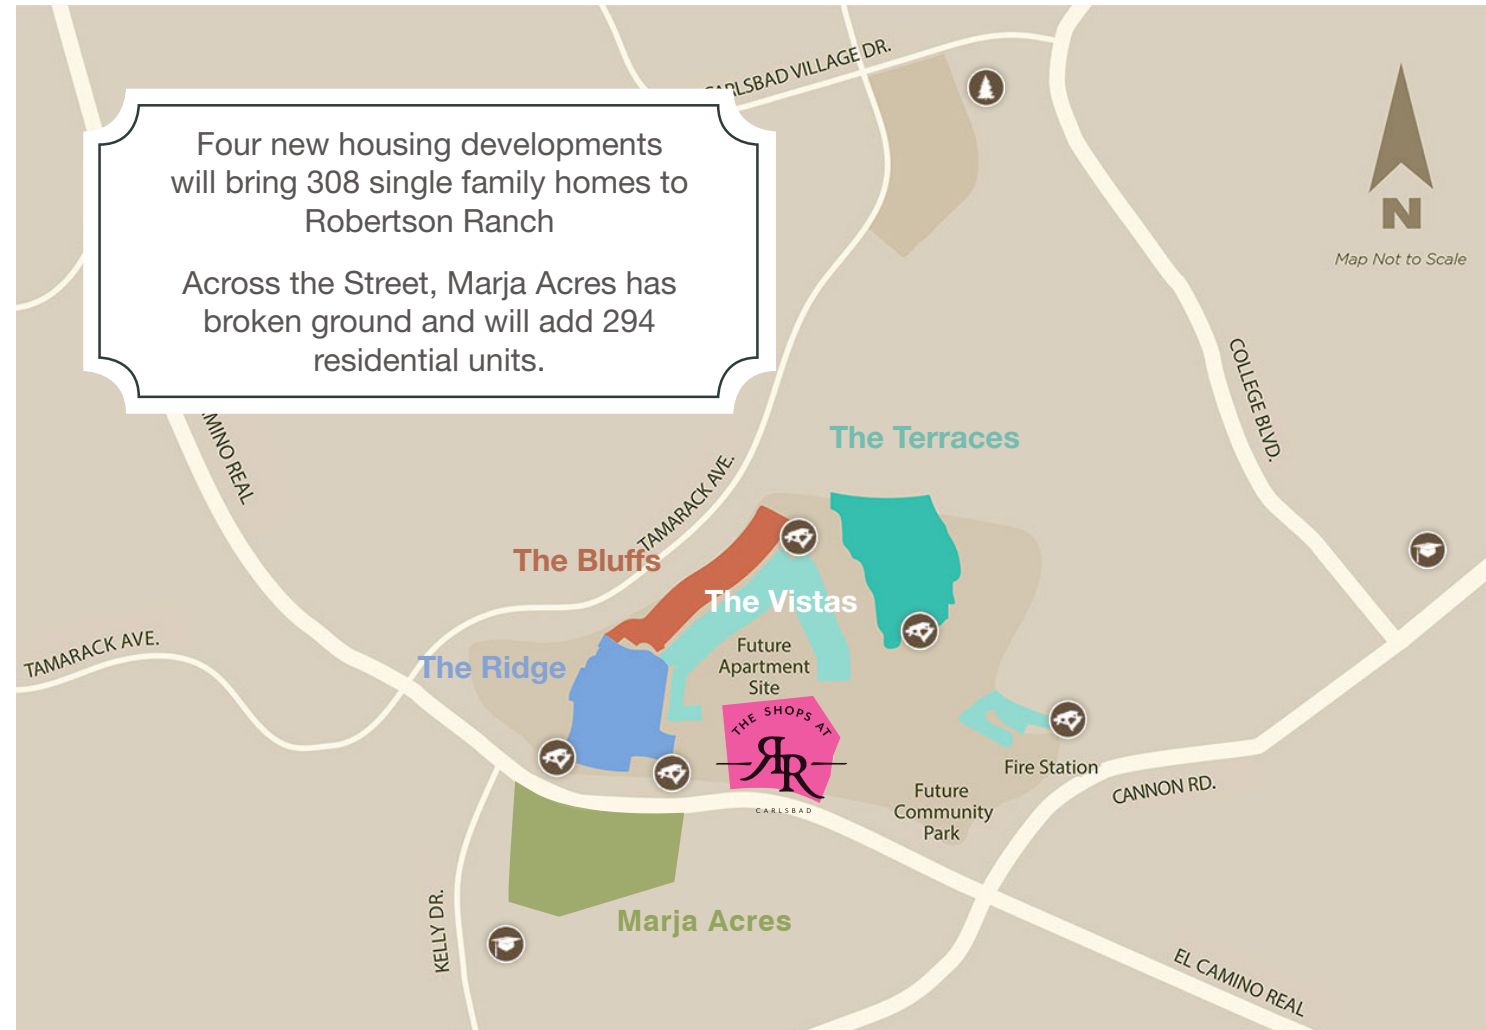 CARLSBAD VILLAGE DR.
Four new housing developments
will bring 308 single family homes to
Robertson Ranch
Across the Street, Marja Acres has
broken ground and will add 294
residential units.
N
Map Not to Scale
COLLEGE BLVD.
MINO REAL
The Terraces
TAMARACK AVE.
The Bluffs
The Vistas
TAMARACK AVE.
The Ridge
Future
Apartment
Site
THE SHOPS AT
RR
CARLSBAD
Fire Station
CANNON RD.
Future
Community
Park
Marja Acres
KELLY DR.
EL CAMINO REAL